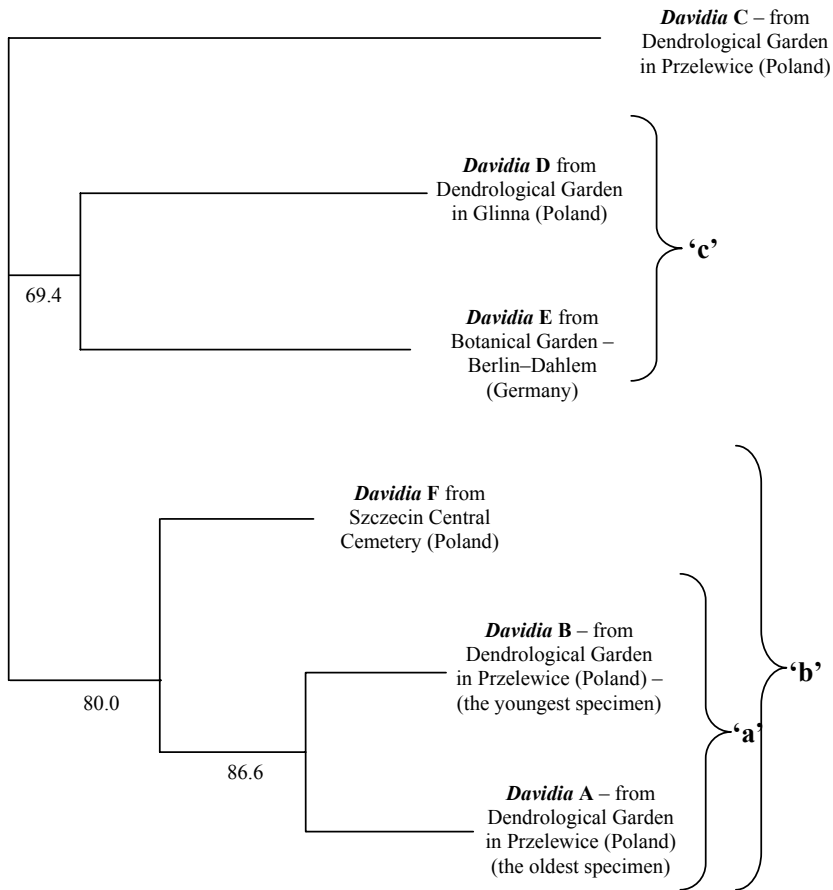 Davidia C – from
Dendrological Garden
in Przelewice (Poland)
Davidia D from
Dendrological Garden
in Glinna (Poland)
‘c’
69.4
Davidia E from
Botanical Garden –
Berlin–Dahlem
(Germany)
Davidia F from
Szczecin Central
Cemetery (Poland)
Davidia B – from
Dendrological Garden
in Przelewice (Poland) –
(the youngest specimen)
‘b’
80.0
‘a’
86.6
Davidia A – from
Dendrological Garden
in Przelewice (Poland)
(the oldest specimen)